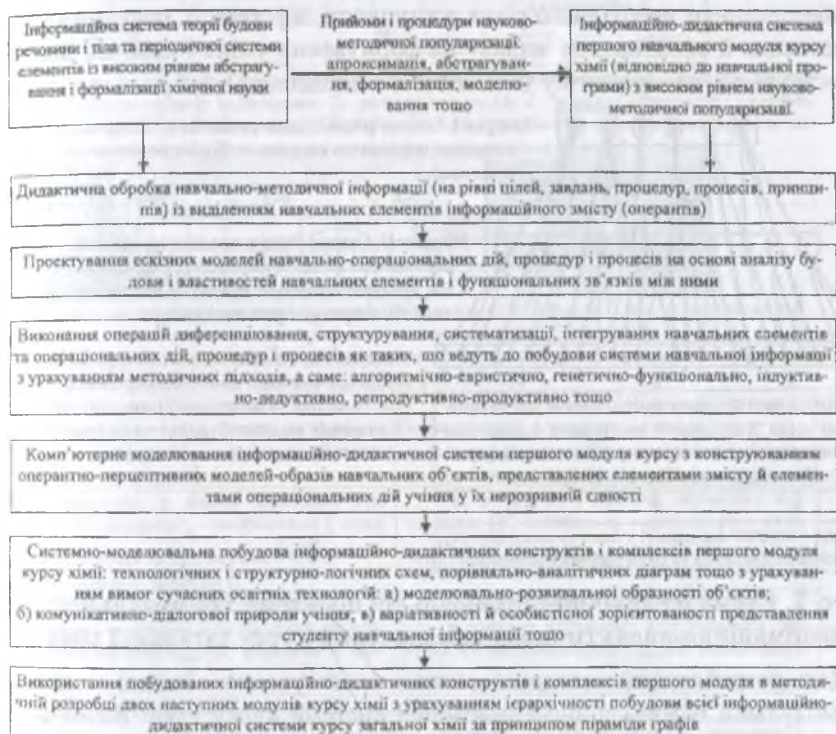 Інформаційна система теорії будови
речовини і тіла та періодичної системи
елементів із високим рівнем абстрагу-
вання і формалізації хімічної науки
Прийоми і процедури науково-
методичної популяризації,
апроксимація, абстрагуван-
ня, формалізація, моделю-
вання тощо
Інформаційно-дидактична система
першого навчального модуля курсу
хімії (відповідно до навчальної про-
грами) з високим рівнем науково-
методичної популяризації.
Дидактична обробка навчально-методичної інформації (на рівні цілей, завдань, процедур, процесів, принци-
пів) із виділенням навчальних елементів інформаційного змісту (оперантів)
Проектування ескізних моделей навчально-операціональних дій, процедур і процесів на основі аналізу бу-
дови і властивостей навчальних елементів і функціональних зв'язків між ними
Виконання операцій диференціювання, структурування, систематизації, інтегрування навчальних елементів
та операціональних дій, процедур і процесів як таких, що ведуть до побудови системи навчальної інформації
з урахуванням методичних підходів, а саме: алгоритмічно-евристично, генетично-функціонально, індуктив-
но-дедуктивно, репродуктивно-продуктивно тощо
Комп'ютерне моделювання інформаційно-дидактичної системи першого модуля курсу з конструюванням
оперантно-перцептивних моделей-образів навчальних об'єктів, представлених елементами змісту й елемен-
тами операціональних дій учіння у їх нерозривній єдності
Системно-моделювальна побудова інформаційно-дидактичних конструктів і комплексів першого модуля
курсу хімії: технологічних і структурно-логічних схем, порівняльно-аналітичних діаграм тощо з урахуван-
ням вимог сучасних освітніх технологій: а) моделювально-розвивальної образності об'єктів;
б) комунікативно-діалогової природи учіння; в) варіативності й особистісної зорієнтованості представлення
студенту навчальної інформації тощо
Використання побудованих інформаційно-дидактичних конструктів і комплексів першого модуля в методи-
чній розробці двох наступних модулів курсу хімії з урахуванням ієрархічності побудови всієї інформаційно-
дидактичної системи курсу загальної хімії за принципом піраміди графів